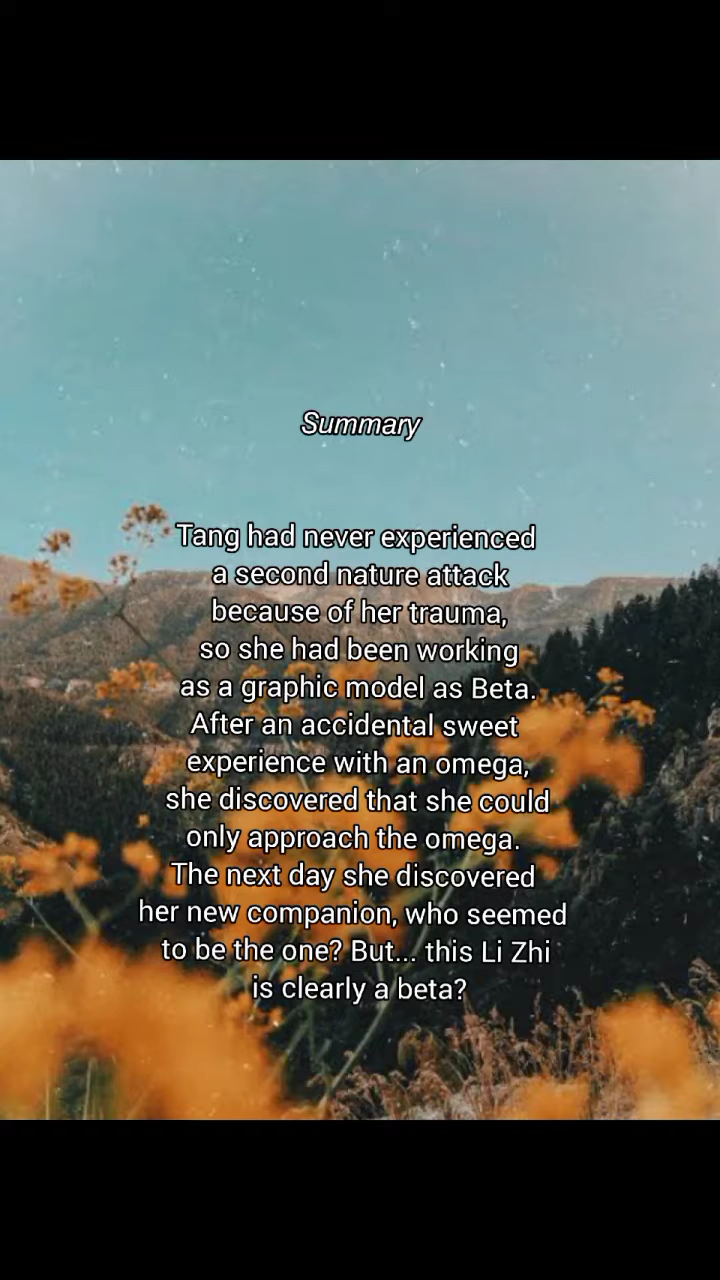 Summary
Tang had never experienced
a second nature attack
because of her trauma,
so she had been working
as a graphic model as Beta.
After an accidental sweet
experience with an omega,
she discovered that she could
only approach the omega.
The next day she discovered
her new companion, who seemed
to be the one? But... this Li Zhi
is clearly a beta?